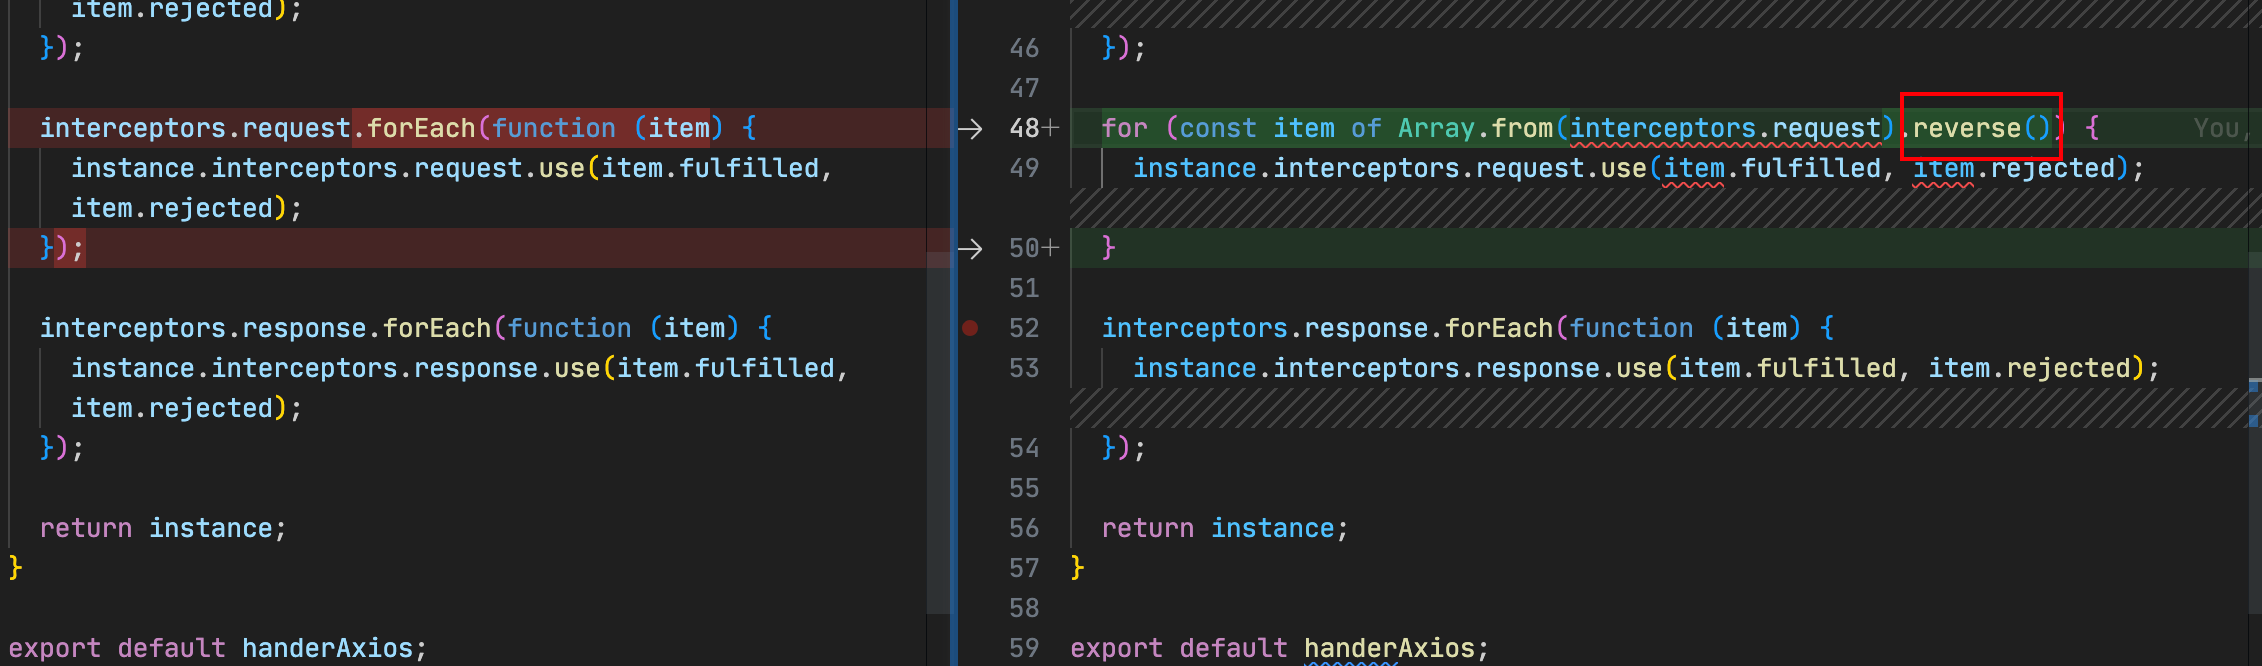 item.rejected);
});
interceptors.request.forEach(function (item) {
instance.interceptors.request.use(item.fulfilled,
item.rejected);
});
interceptors.response.forEach(function (item) {
instance.interceptors.response.use(item.fulfilled,
item.rejected);
});
return instance;
}
export default handerAxios;
46 });
47
48+ for (const item of Array.from(interceptors.request).reverse()) { You,
49 instance.interceptors.request.use(item.fulfilled, item.rejected);
50+ }
51
52 interceptors.response.forEach(function (item) {
53 instance.interceptors.response.use(item.fulfilled, item.rejected);
54 });
55
56 return instance;
57 }
58
59 export default handerAxios;